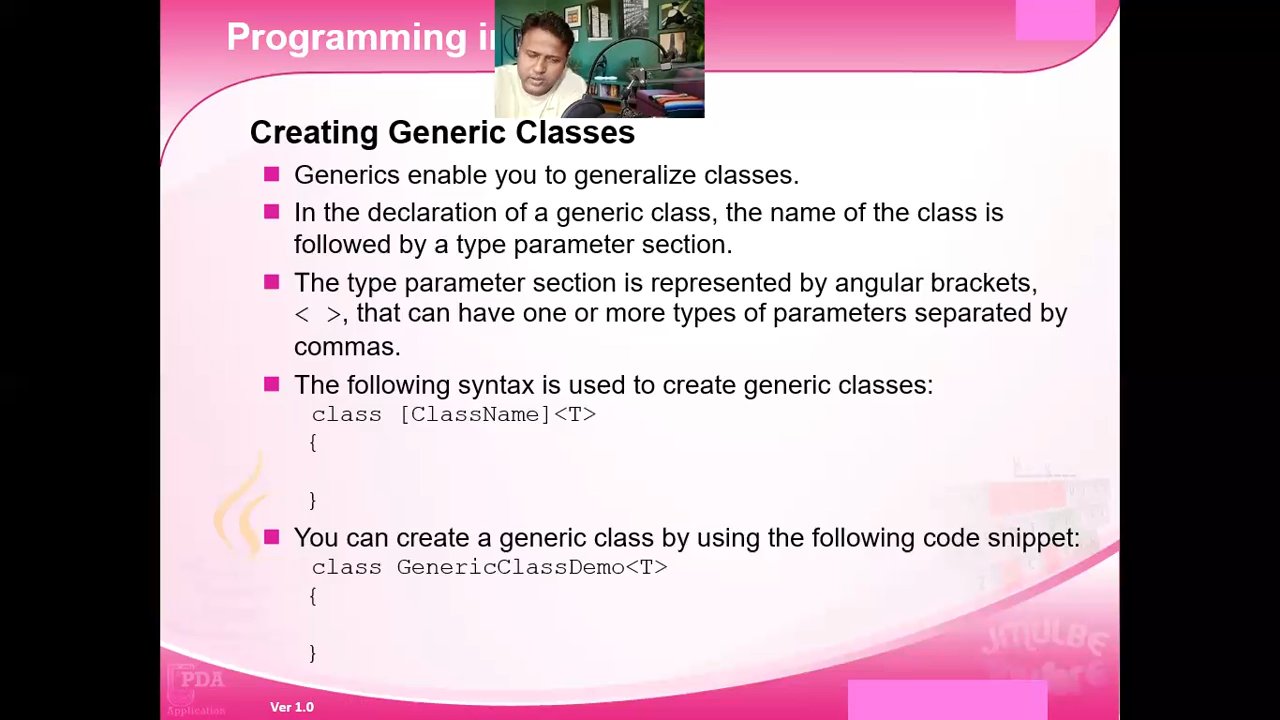 Programming in
Creating Generic Classes
Generics enable you to generalize classes.
In the declaration of a generic class, the name of the class is
followed by a type parameter section.
The type parameter section is represented by angular brackets,
< >, that can have one or more types of parameters separated by
commas.
The following syntax is used to create generic classes:
class [ClassName]<T>
{
}
You can create a generic class by using the following code snippet:
class GenericClassDemo<T>
{
}
JMULBE
PDA
Application
Ver 1.0